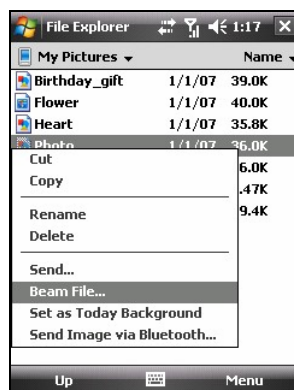 File Explorer 1:17
My Pictures Name
Birthday_gift 1/1/07 39.0K
Flower 1/1/07 40.0K
Heart 1/1/07 35.8K
Photo 1/1/07 36.0K
Cut 6.0K
Copy .47K
9.4K
Rename
Delete
Send...
Beam File...
Set as Today Background
Send Image via Bluetooth...
Up Menu